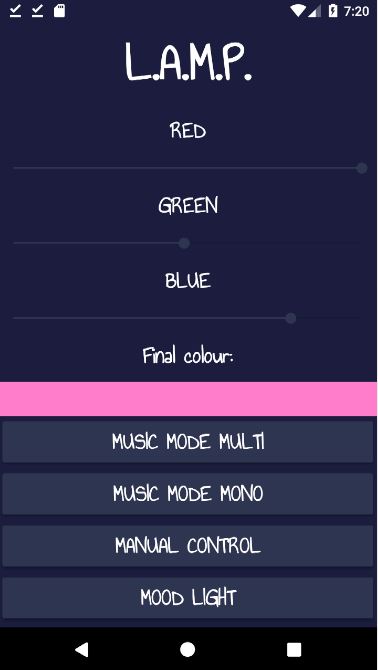 7:20
L.A.M.P.
RED
GREEN
BLUE
Final colour:
MUSIC MODE MULTI
MUSIC MODE MONO
MANUAL CONTROL
MOOD LIGHT